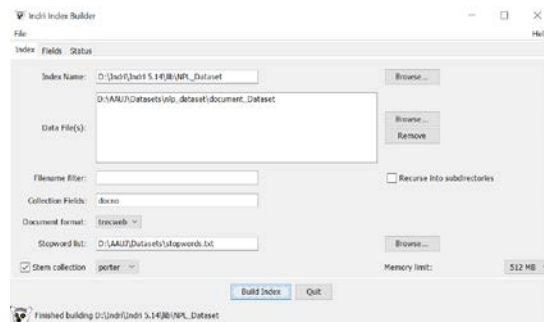 Indri Index Builder
File Hel
Index Fields Status
Index Name: D:\Indri\Indri 5.14\lib\NPL_Dataset Browse...
D:\AAUJ\Datasets\nlp_dataset\document_Dataset
Data File(s): Browse...
Remove
Filename filter: Recurse into subdirectories
Collection Fields: docno
Document format: trecweb
Stopword list: D:\AAUJ\Datasets\stopwords.txt Browse...
Stem collection porter Memory limit: 512 MB
Build Index Quit
Finished building D:\Indri\Indri 5.14\lib\NPL_Dataset